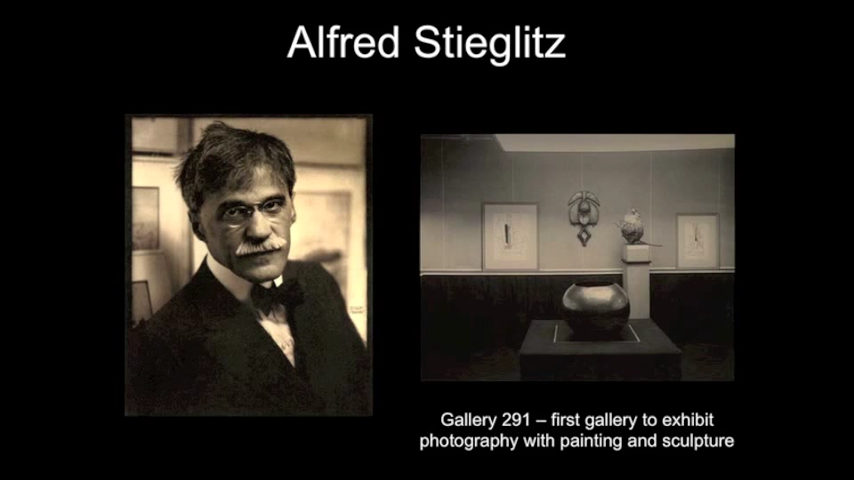 Alfred Stieglitz
Gallery 291 – first gallery to exhibit
photography with painting and sculpture